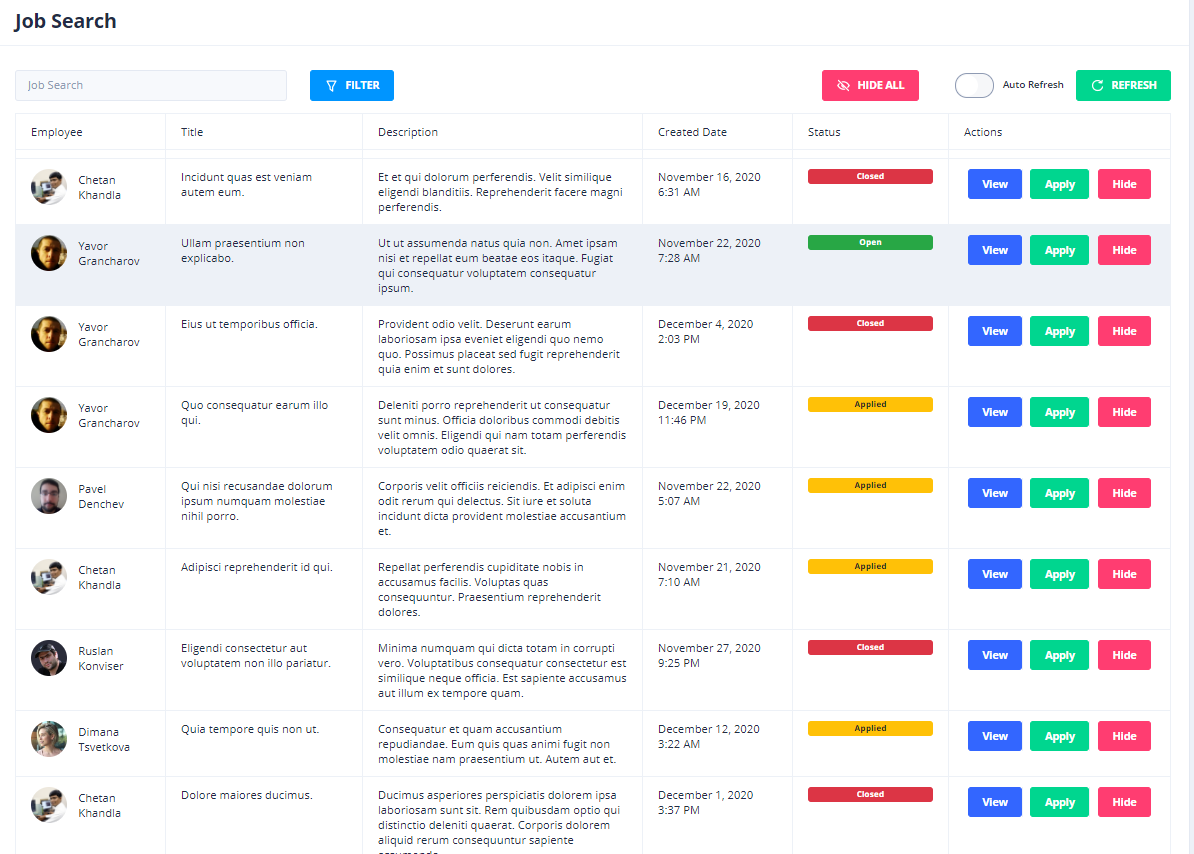 Job Search
Job Search
FILTER
HIDE ALL
Auto Refresh
REFRESH
Employee
Title
Description
Created Date
Status
Actions
Chetan
Khandla
Incidunt quas est veniam
autem eum.
Et et qui dolorum perferendis. Velit similique
eligendi blanditiis. Reprehenderit facere magni
perferendis.
November 16, 2020
6:31 AM
Closed
View
Apply
Hide
Yavor
Grancharov
Ullam praesentium non
explicabo.
Ut ut assumenda natus quia non. Amet ipsam
nisi et repellat eum beatae eos itaque. Fugiat
qui consequatur voluptatem consequatur
ipsum.
November 22, 2020
7:28 AM
Open
View
Apply
Hide
Yavor
Grancharov
Eius ut temporibus officia.
Provident odio velit. Deserunt earum
laboriosam ipsa eveniet eligendi quo nemo
quo. Possimus placeat sed fugit reprehenderit
quia enim et sunt dolores.
December 4, 2020
2:03 PM
Closed
View
Apply
Hide
Yavor
Grancharov
Quo consequatur earum illo
qui.
Deleniti porro reprehenderit ut consequatur
sunt minus. Officia doloribus commodi debitis
velit omnis. Eligendi qui nam totam perferendis
voluptatem odio quaerat sit.
December 19, 2020
11:46 PM
Applied
View
Apply
Hide
Pavel
Denchev
Qui nisi recusandae dolorum
ipsum numquam molestiae
nihil porro.
Corporis velit officiis reiciendis. Et adipisci enim
odit rerum qui delectus. Sit iure et soluta
incidunt dicta provident molestiae accusantium
et.
November 22, 2020
5:07 AM
Applied
View
Apply
Hide
Chetan
Khandla
Adipisci reprehenderit id qui.
Repellat perferendis cupiditate nobis in
accusamus facilis. Voluptas quas
consequuntur. Praesentium reprehenderit
dolores.
November 21, 2020
7:10 AM
Applied
View
Apply
Hide
Ruslan
Konviser
Eligendi consectetur aut
voluptatem non illo pariatur.
Minima numquam qui dicta totam in corrupti
vero. Voluptatibus consequatur consectetur est
similique neque officia. Est sapiente accusamus
aut illum ex tempore quam.
November 27, 2020
9:25 PM
Closed
View
Apply
Hide
Dimana
Tsvetkova
Quia tempore quis non ut.
Consequatur et quam accusantium
repudiandae. Eum quis quas animi fugit non
molestiae nam praesentium ut. Autem aut et.
December 12, 2020
3:22 AM
Applied
View
Apply
Hide
Chetan
Khandla
Dolore maiores ducimus.
Ducimus asperiores perspiciatis dolorem ipsa
laboriosam sunt sit. Rem quibusdam optio qui
distinctio deleniti quaerat. Corporis dolorem
aliquid rerum consequuntur sapiente
December 1, 2020
3:37 PM
Closed
View
Apply
Hide